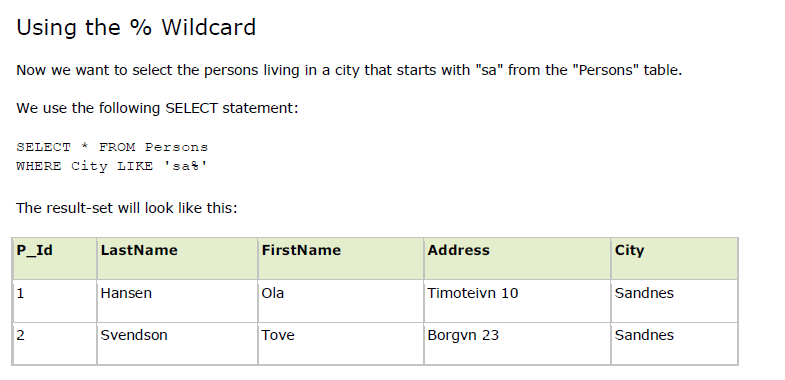 Using the % Wildcard
Now we want to select the persons living in a city that starts with "sa" from the "Persons" table.
We use the following SELECT statement:
SELECT * FROM Persons
WHERE City LIKE 'sa%'
The result-set will look like this:
P_Id LastName FirstName Address City
1 Hansen Ola Timoteivn 10 Sandnes
2 Svendson Tove Borgvn 23 Sandnes